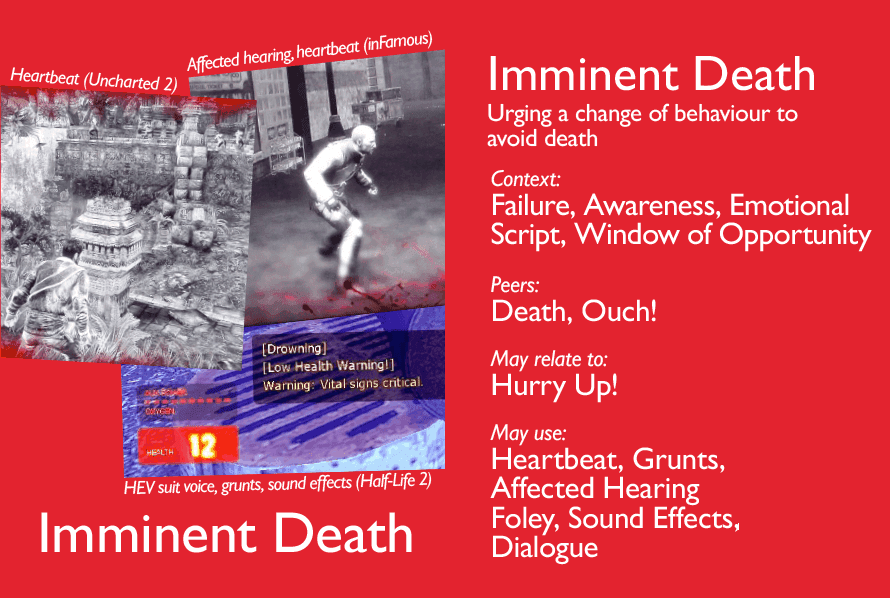 Heartbeat (Uncharted 2)
Affected hearing, heartbeat (inFamous)
[Drowning]
[Low Health Warning!]
Warning: Vital signs critical.
OXYGEN
HEALTH 12
HEV suit voice, grunts, sound effects (Half-Life 2)
Imminent Death
Imminent Death
Urging a change of behaviour to
avoid death
Context:
Failure, Awareness, Emotional
Script, Window of Opportunity
Peers:
Death, Ouch!
May relate to:
Hurry Up!
May use:
Heartbeat, Grunts,
Affected Hearing
Foley, Sound Effects,
Dialogue